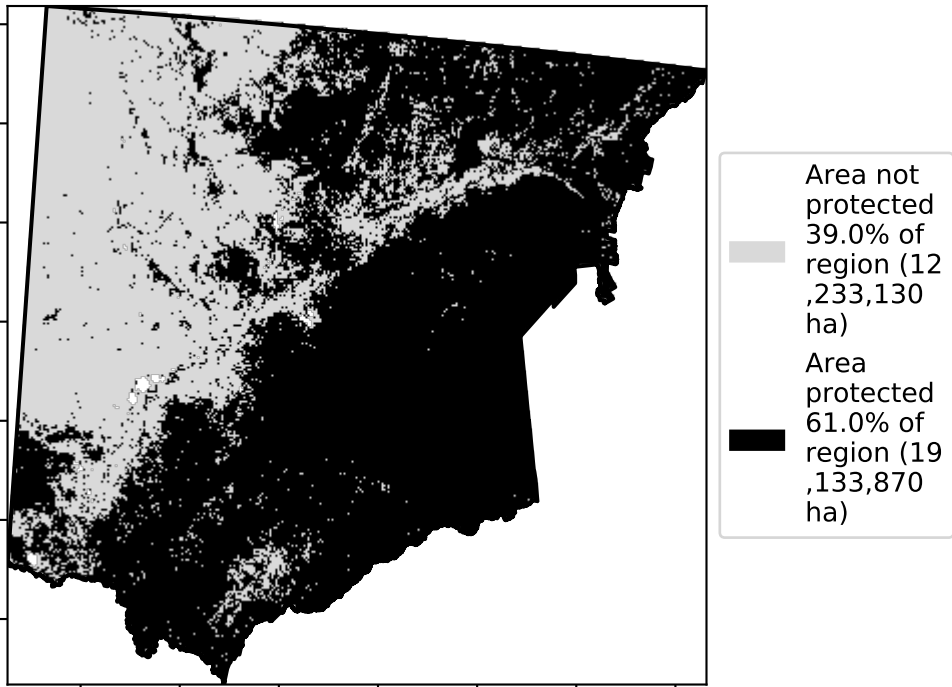 Area not
protected
39.0% of
region (12
,233,130
ha)
Area
protected
61.0% of
region (19
,133,870
ha)